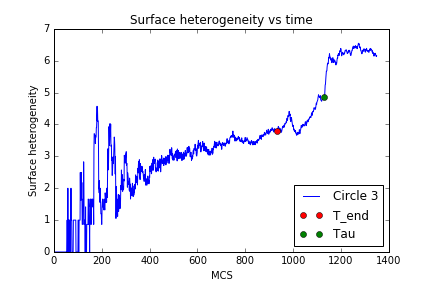 Surface heterogeneity vs time
Surface heterogeneity
7
6
5
4
3
2
1
0
0 200 400 600 800 1000 1200 1400
MCS
Circle 3
T_end
Tau